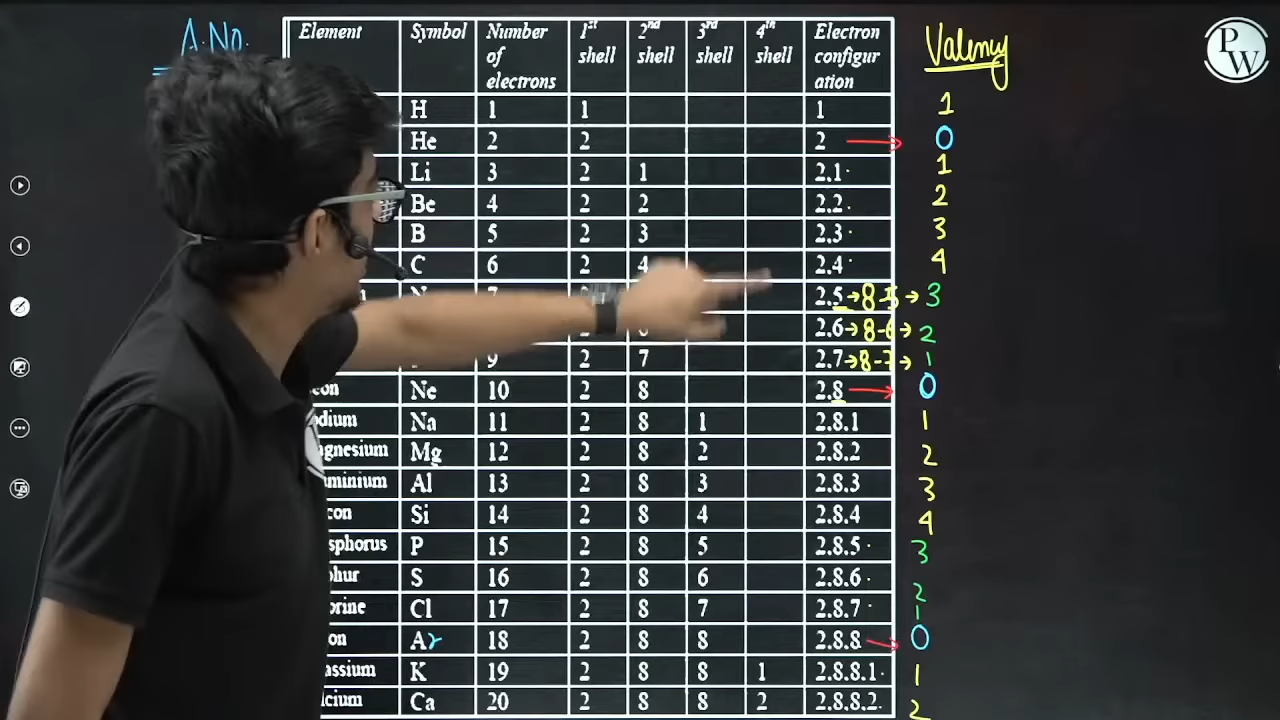 A.No.
Element Symbol Number of electrons 1st shell 2nd shell 3rd shell 4th shell Electron configur ation Valency
PW
H 1 1 1 1
He 2 2 2 → 0
Li 3 2 1 2.1 1
Be 4 2 2 2.2 2
B 5 2 3 2.3 3
C 6 2 4 2.4 4
2.5 → 8-5 → 3
2.6 → 8-6 → 2
9 2 7 2.7 → 8-7 → 1
Ne 10 2 8 2.8 → 0
Na 11 2 8 1 2.8.1 1
Mg 12 2 8 2 2.8.2 2
Al 13 2 8 3 2.8.3 3
Si 14 2 8 4 2.8.4 4
P 15 2 8 5 2.8.5 3
S 16 2 8 6 2.8.6 2
Cl 17 2 8 7 2.8.7 1
Ar 18 2 8 8 2.8.8 → 0
K 19 2 8 8 1 2.8.8.1 1
Ca 20 2 8 8 2 2.8.8.2 2